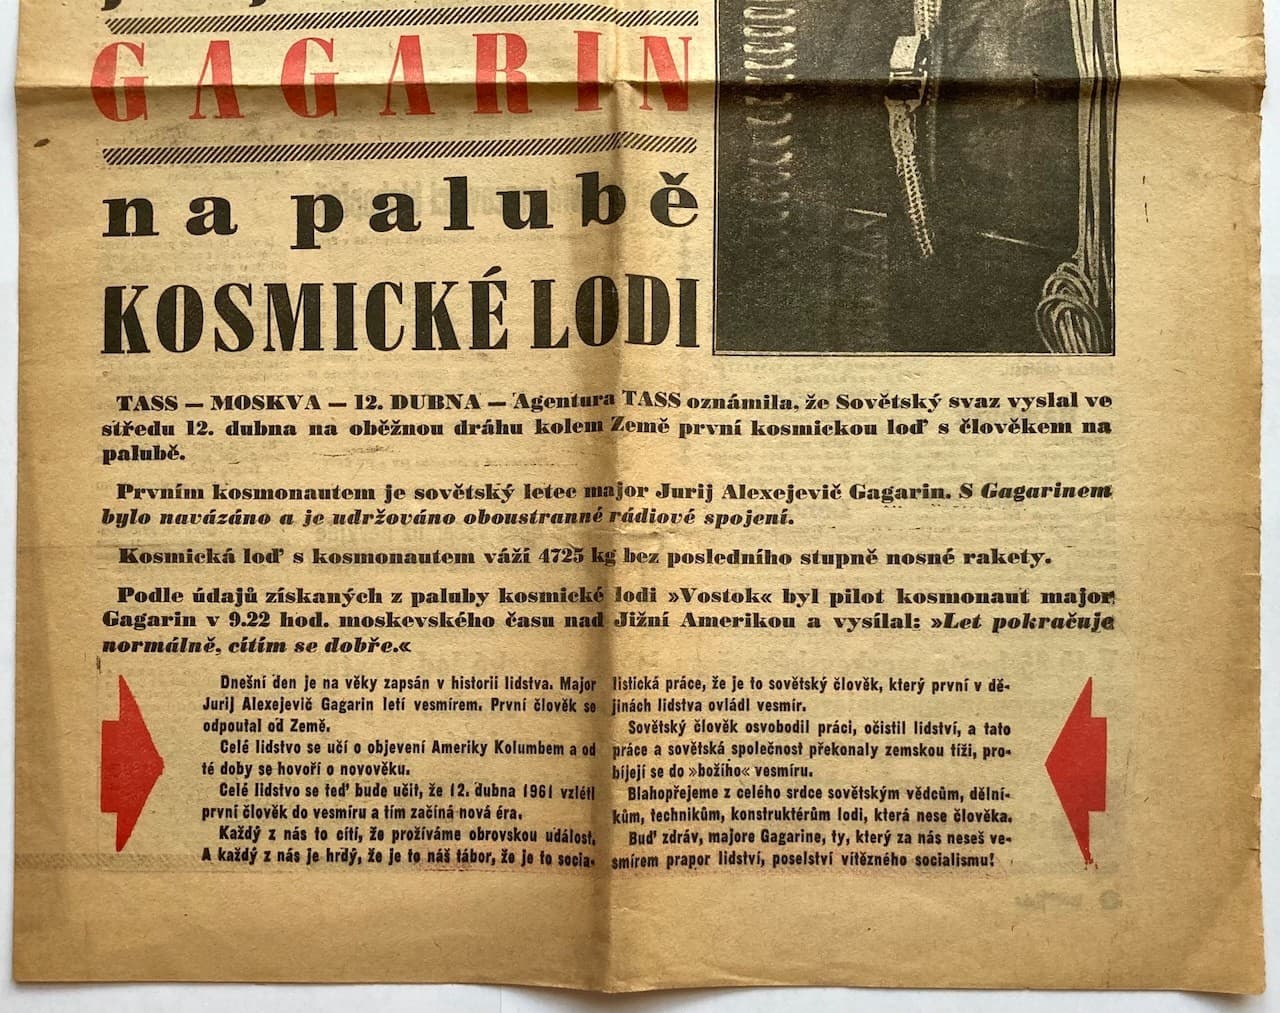 GAGARIN
na palubě
KOSMICKÉ LODI
TASS — MOSKVA — 12. DUBNA — Agentura TASS oznámila, že Sovětský svaz vyslal ve
středu 12. dubna na oběžnou dráhu kolem Země první kosmickou loď s člověkem na
palubě.
Prvním kosmonautem je sovětský letec major Jurij Alexejevič Gagarin. S Gagarinem
bylo navázáno a je udržováno oboustranné rádiové spojení.
Kosmická loď s kosmonautem váží 4725 kg bez posledního stupně nosné rakety.
Podle údajů získaných z paluby kosmické lodi »Vostok« byl pilot kosmonaut major
Gagarin v 9.22 hod. moskevského času nad Jižní Amerikou a vysílal: »Let pokračuje
normálně, cítím se dobře.«
Dnešní den je na věky zapsán v historii lidstva. Major
Jurij Alexejevič Gagarin letí vesmírem. První člověk se
odpoutal od Země.
Celé lidstvo se učí o objevení Ameriky Kolumbem a od
té doby se hovoří o novověku.
Celé lidstvo se teď bude učit, že 12. dubna 1961 vzlétl
první člověk do vesmíru a tím začíná nová éra.
Každý z nás to cítí, že prožíváme obrovskou událost.
A každý z nás je hrdý, že je to náš tábor, že je to socia-
listická práce, že je to sovětský člověk, který první v dě-
jinách lidstva ovládl vesmír.
Sovětský člověk osvobodil práci, očistil lidství, a tato
práce a sovětská společnost překonaly zemskou tíži, pro-
bíjejí se do »božího« vesmíru.
Blahopřejeme z celého srdce sovětským vědcům, dělní-
kům, technikům, konstruktérům lodi, která nese člověka.
Buď zdráv, majore Gagarine, ty, který za nás neseš ve-
smírem prapor lidství, poselství vítězného socialismu!